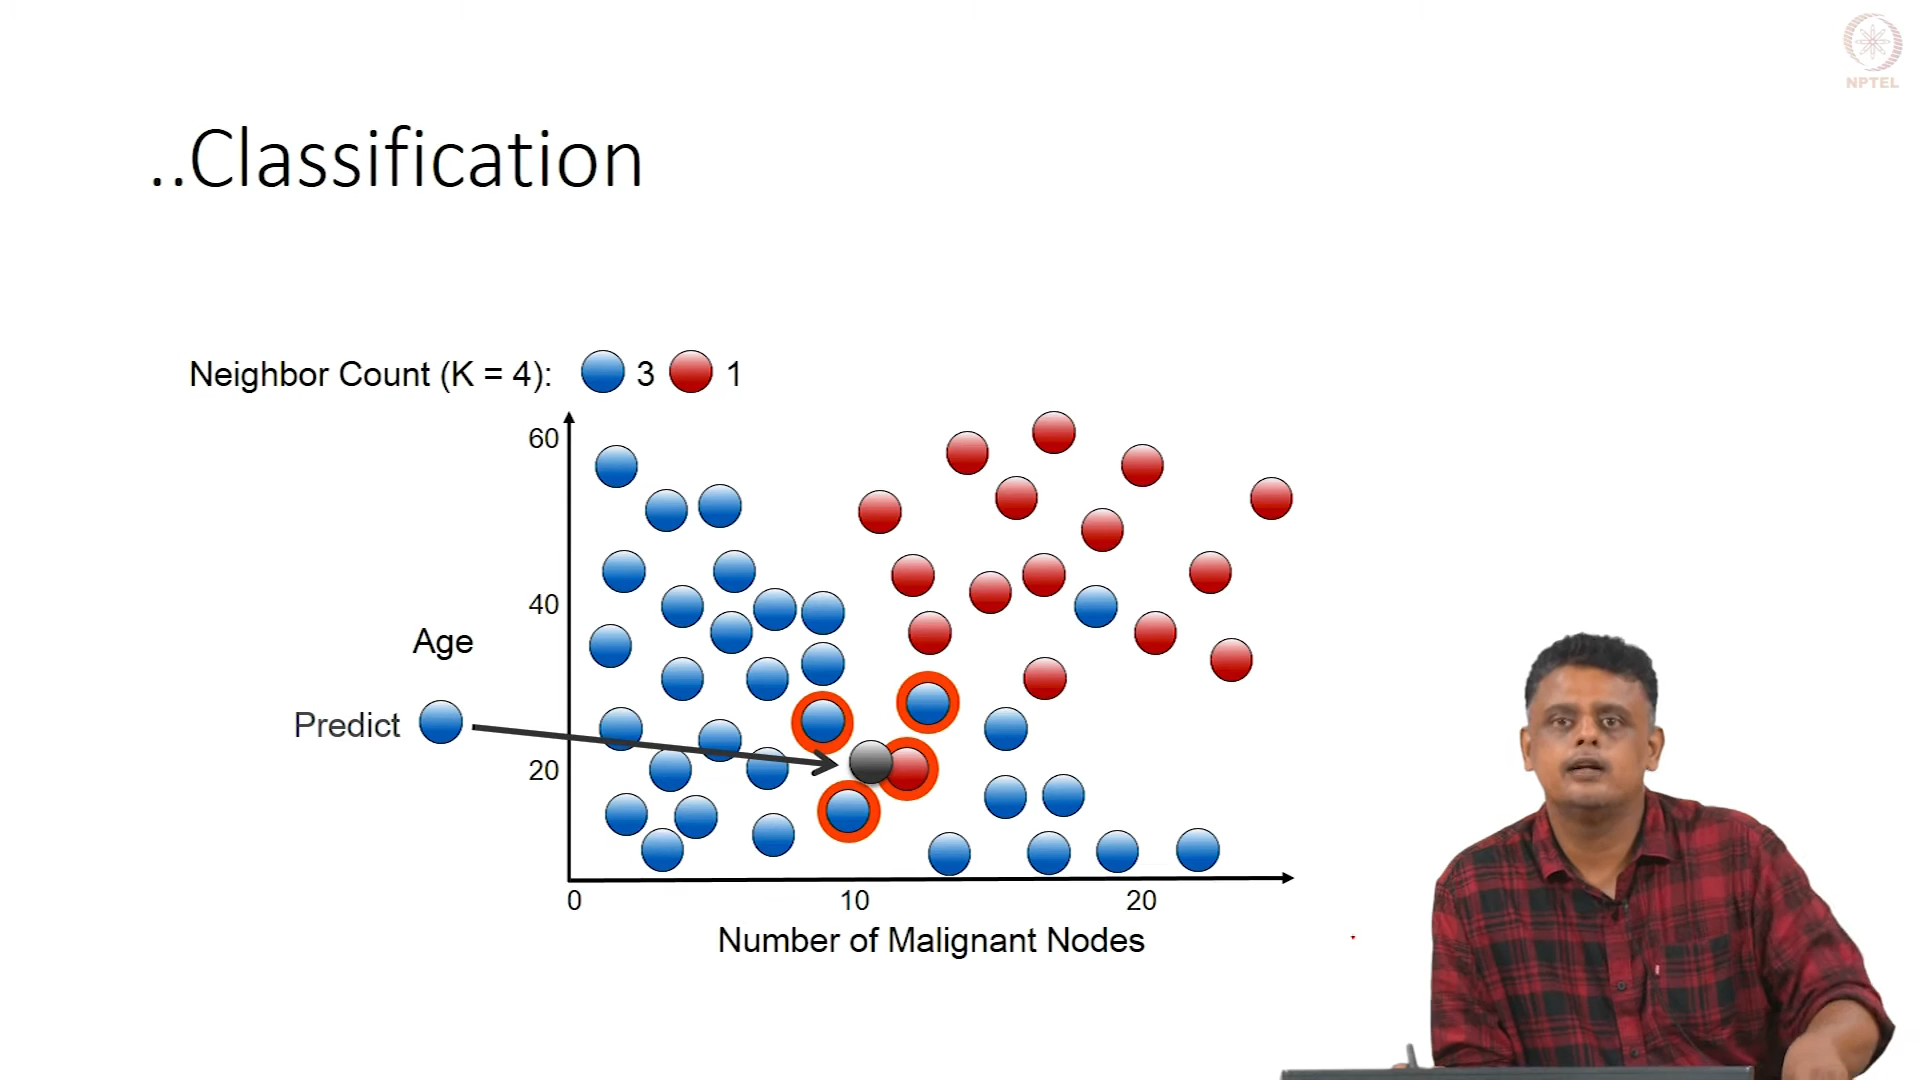 NPTEL
..Classification
Neighbor Count (K = 4): 3 1
60
40
Age
Predict
20
0 10 20
Number of Malignant Nodes